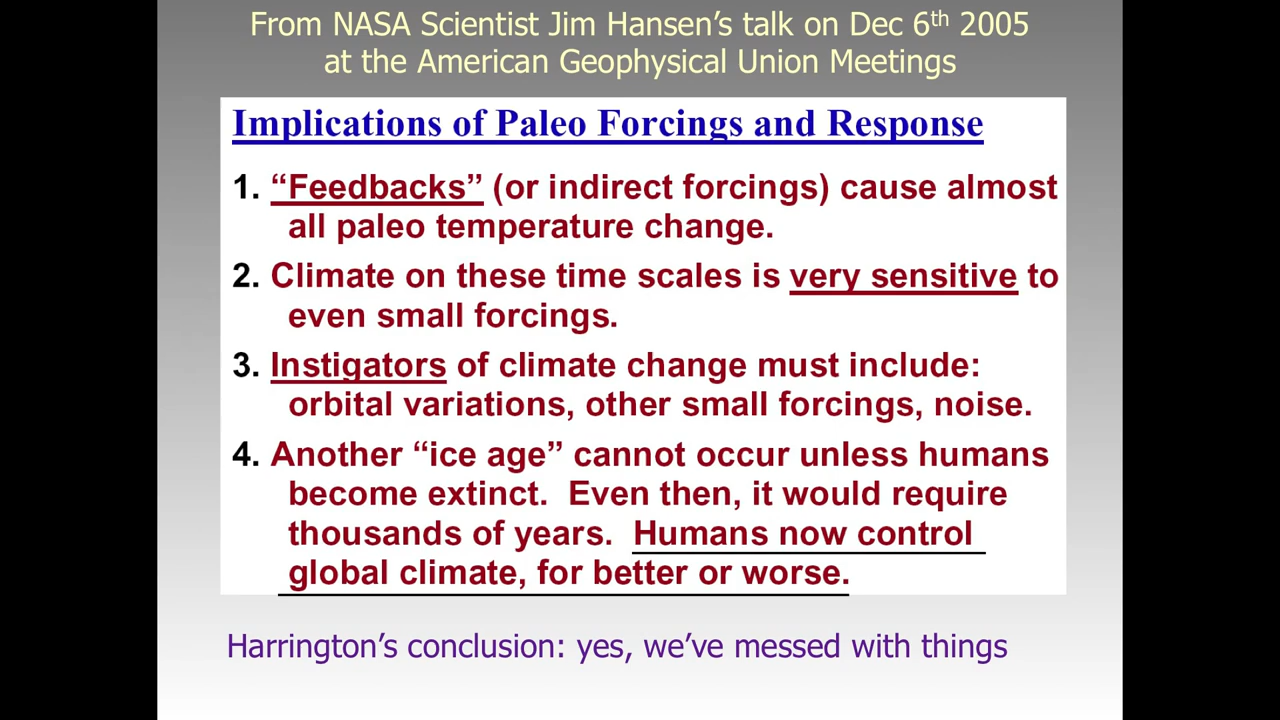 From NASA Scientist Jim Hansen’s talk on Dec 6th 2005
at the American Geophysical Union Meetings
Implications of Paleo Forcings and Response
1. “Feedbacks” (or indirect forcings) cause almost
all paleo temperature change.
2. Climate on these time scales is very sensitive to
even small forcings.
3. Instigators of climate change must include:
orbital variations, other small forcings, noise.
4. Another “ice age” cannot occur unless humans
become extinct. Even then, it would require
thousands of years. Humans now control
global climate, for better or worse.
Harrington’s conclusion: yes, we’ve messed with things